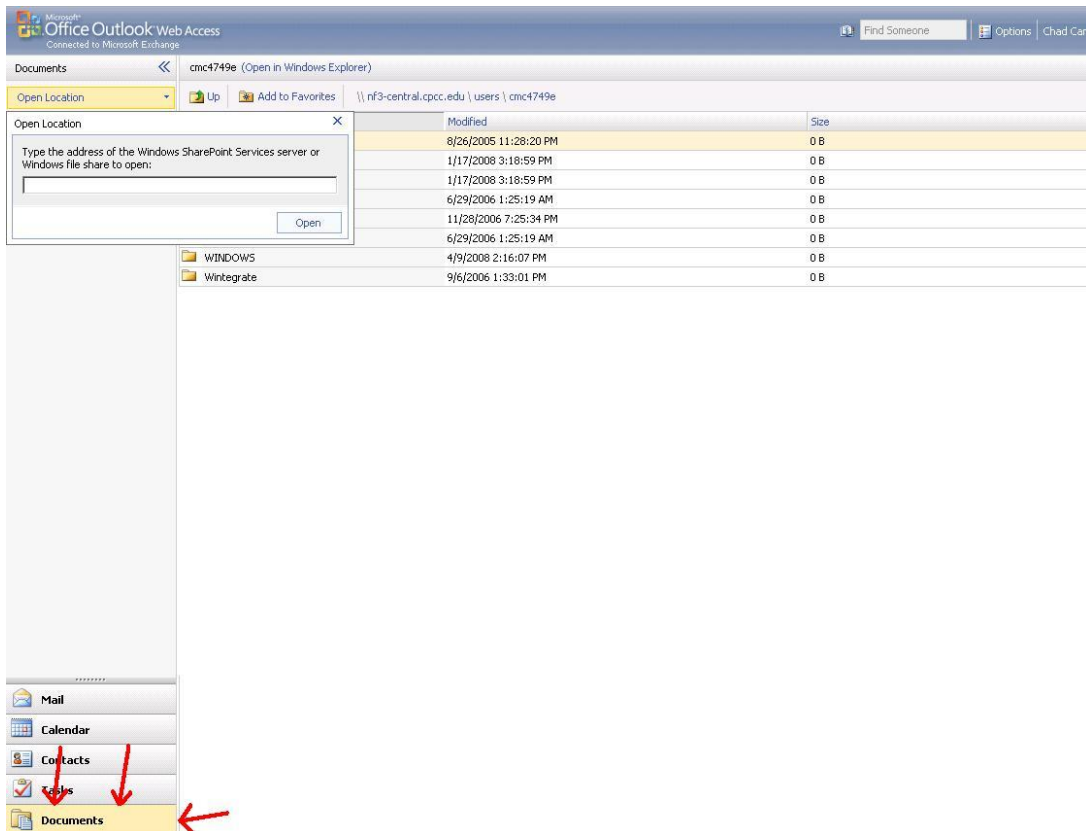 Microsoft
Office Outlook Web Access
Connected to Microsoft Exchange
Find Someone
Options
Chad Car
Documents
cmc4749e (Open in Windows Explorer)
Open Location
Up
Add to Favorites
\\ nf3-central.cpcc.edu \ users \ cmc4749e
Open Location
Type the address of the Windows SharePoint Services server or
Windows file share to open:
Open
Modified
Size
8/26/2005 11:28:20 PM
0 B
1/17/2008 3:18:59 PM
0 B
1/17/2008 3:18:59 PM
0 B
6/29/2006 1:25:19 AM
0 B
11/28/2006 7:25:34 PM
0 B
6/29/2006 1:25:19 AM
0 B
WINDOWS
4/9/2008 2:16:07 PM
0 B
Wintegrate
9/6/2006 1:33:01 PM
0 B
Mail
Calendar
Contacts
Tasks
Documents